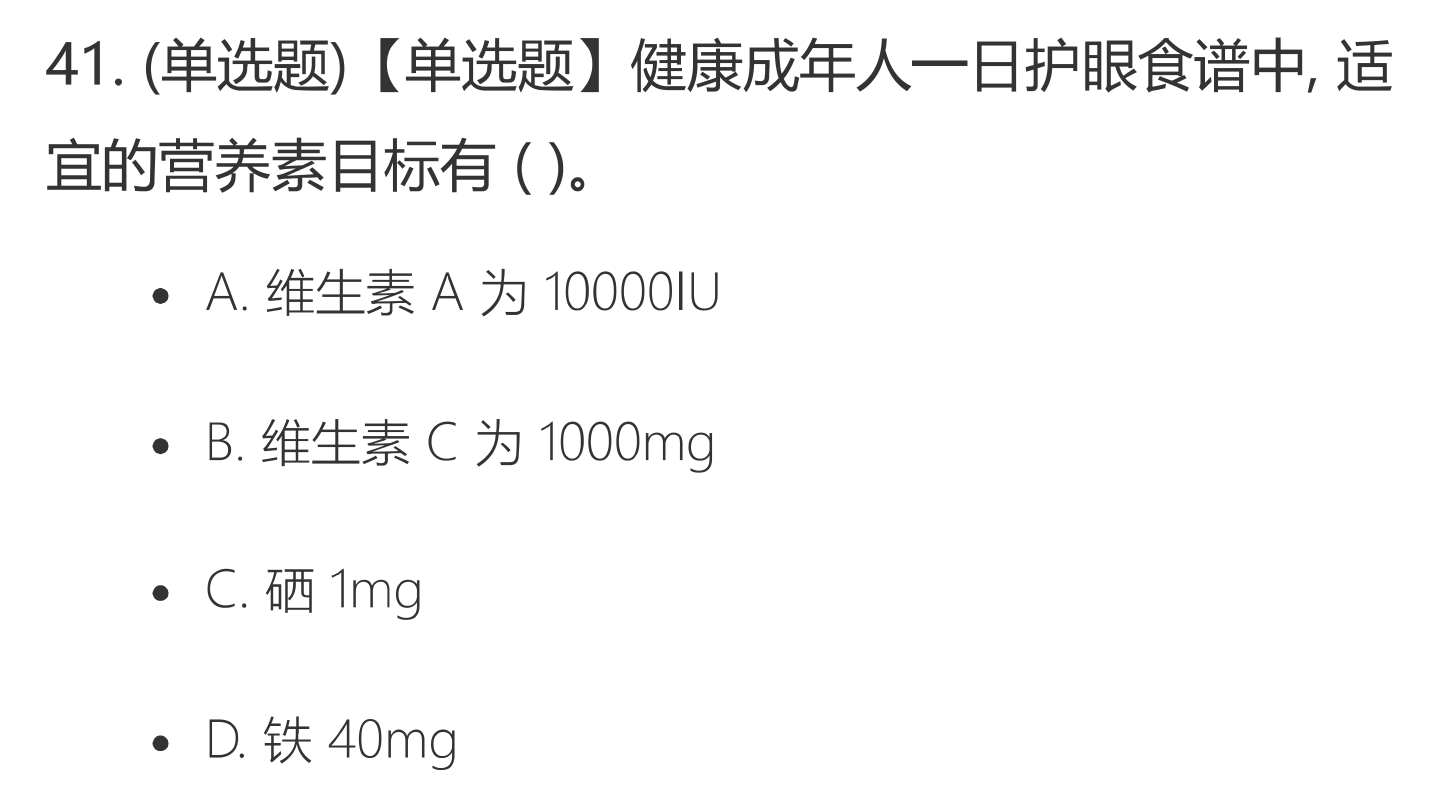 41. (单选题)【单选题】健康成年人一日护眼食谱中, 适
宜的营养素目标有 ( )。
• A. 维生素 A 为 10000IU
• B. 维生素 C 为 1000mg
• C. 硒 1mg
• D. 铁 40mg